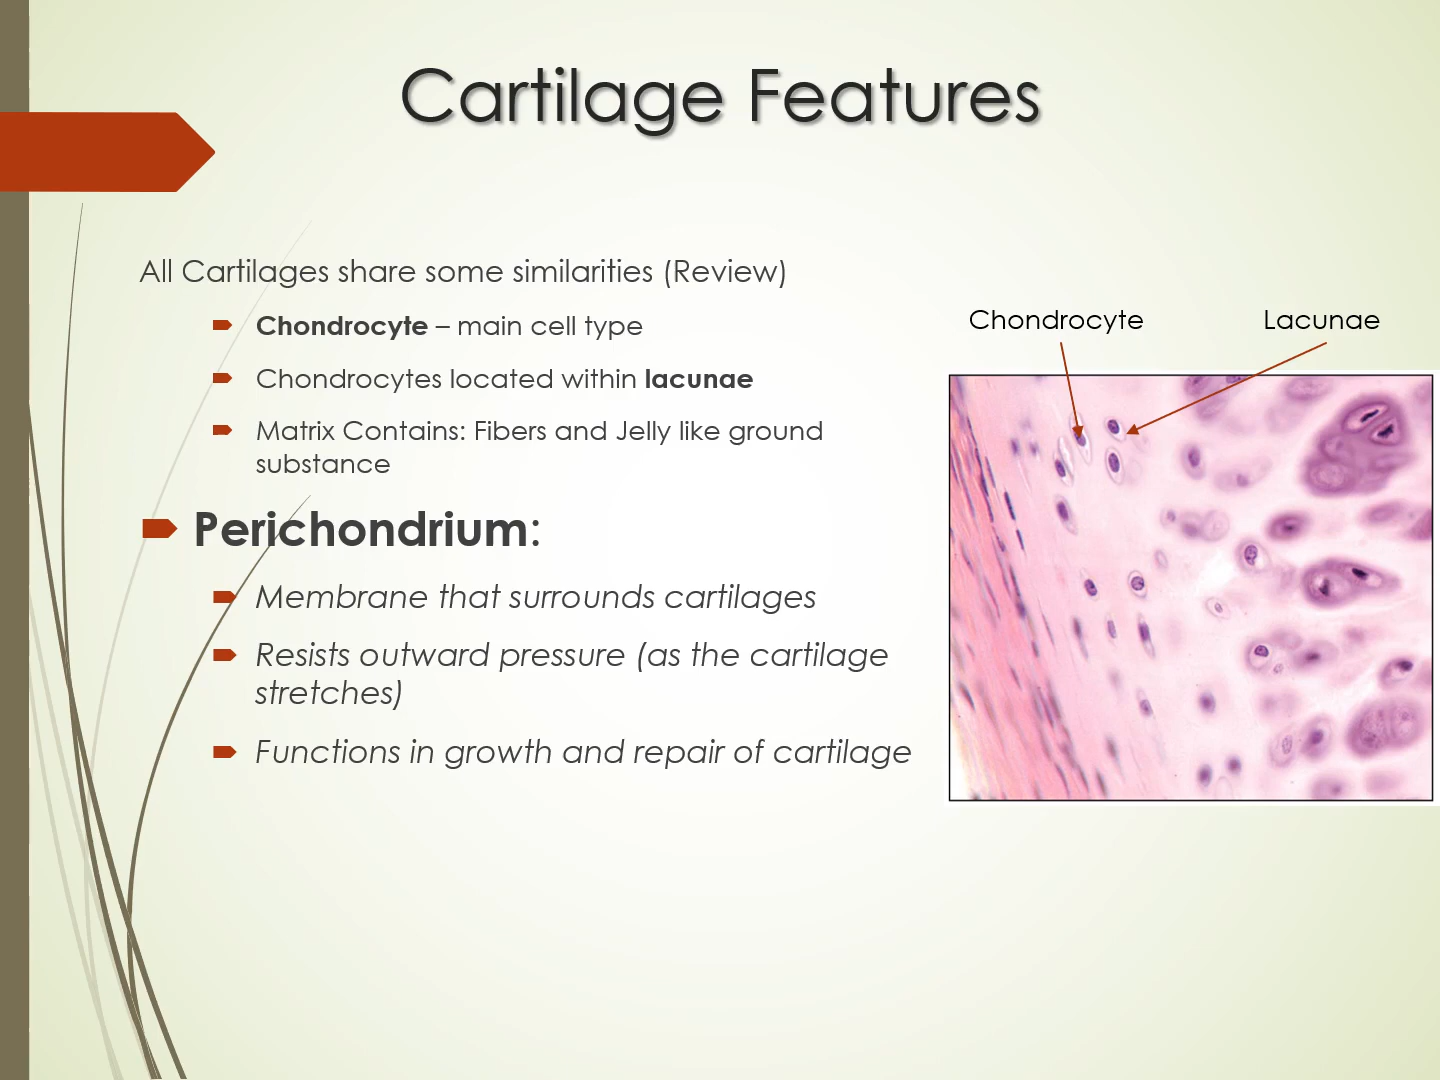 Cartilage Features
All Cartilages share some similarities (Review)
Chondrocyte – main cell type
Chondrocytes located within lacunae
Matrix Contains: Fibers and Jelly like ground
substance
Perichondrium:
Membrane that surrounds cartilages
Resists outward pressure (as the cartilage
stretches)
Functions in growth and repair of cartilage
Chondrocyte
Lacunae